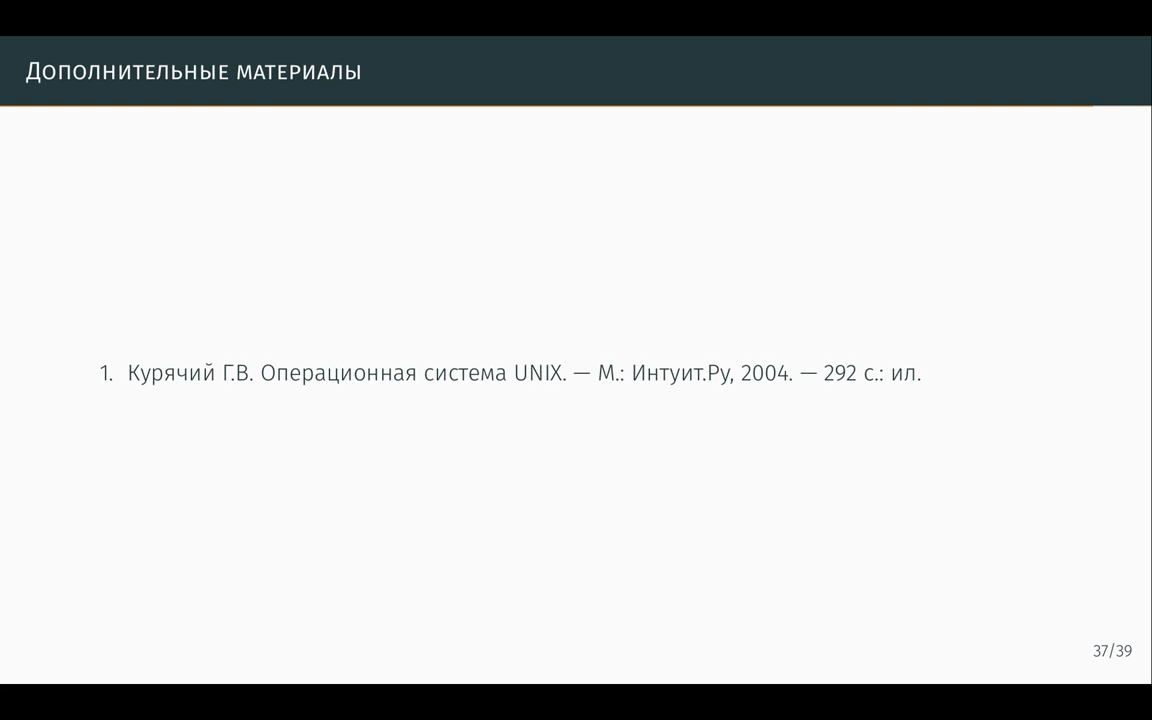 Дополнительные материалы
1. Курячий Г.В. Операционная система UNIX. — М.: Интуит.Ру, 2004. — 292 с.: ил.
37/39